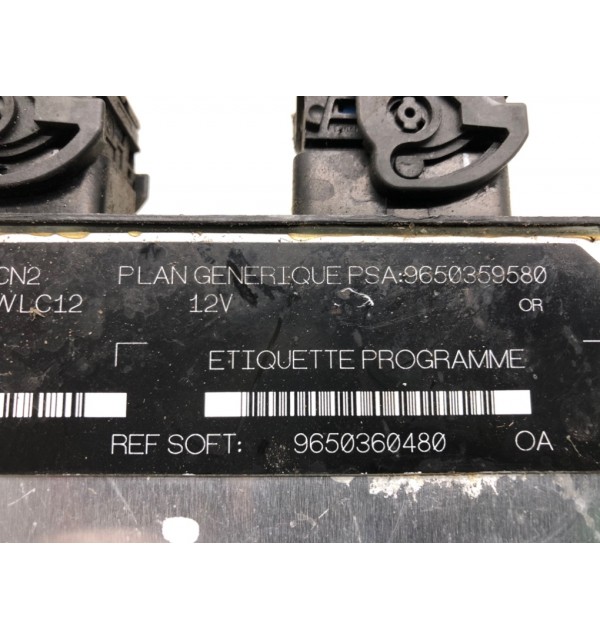 CN2 PLAN GENERIQUE PSA:9650359580
WLC12 12V OR
ETIQUETTE PROGRAMME
REF SOFT: 9650360480 OA